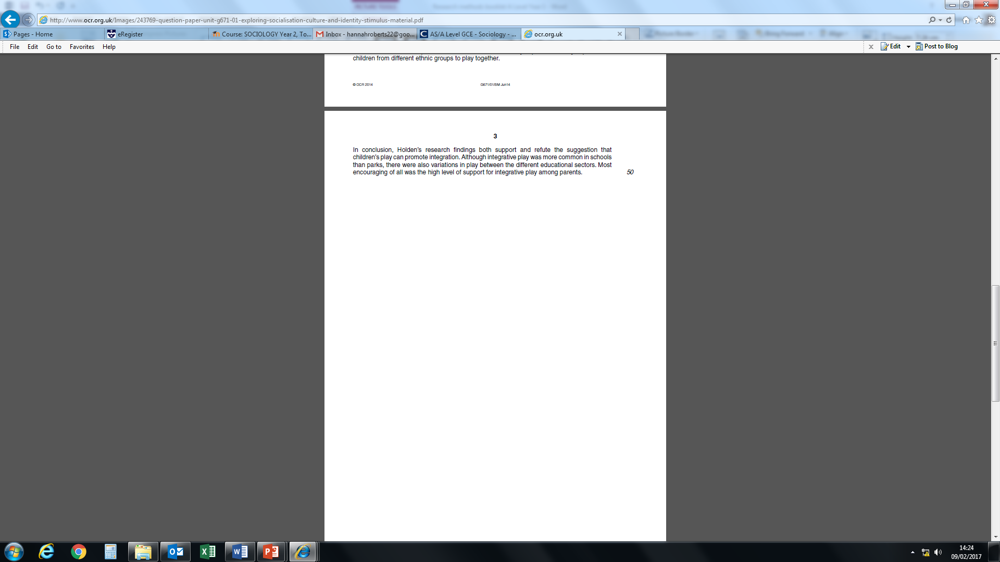 http://www.ocr.org.uk/Images/243769-question-paper-unit-g671-01-exploring-socialisation-culture-and-identity-stimulus-material.pdf
Pages - Home
eRegister
Course: SOCIOLOGY Year 2, To...
Inbox - hannahroberts22@goo...
AS/A Level GCE - Sociology - ...
ocr.org.uk
File Edit Go to Favorites Help
Edit
Post to Blog
children from different ethnic groups to play together.
© OCR 2014
G671/01/SM Jun14
3
In conclusion, Holden's research findings both support and refute the suggestion that
children's play can promote integration. Although integrative play was more common in schools
than parks, there were also variations in play between the different educational sectors. Most
encouraging of all was the high level of support for integrative play among parents.
50
14:24
09/02/2017